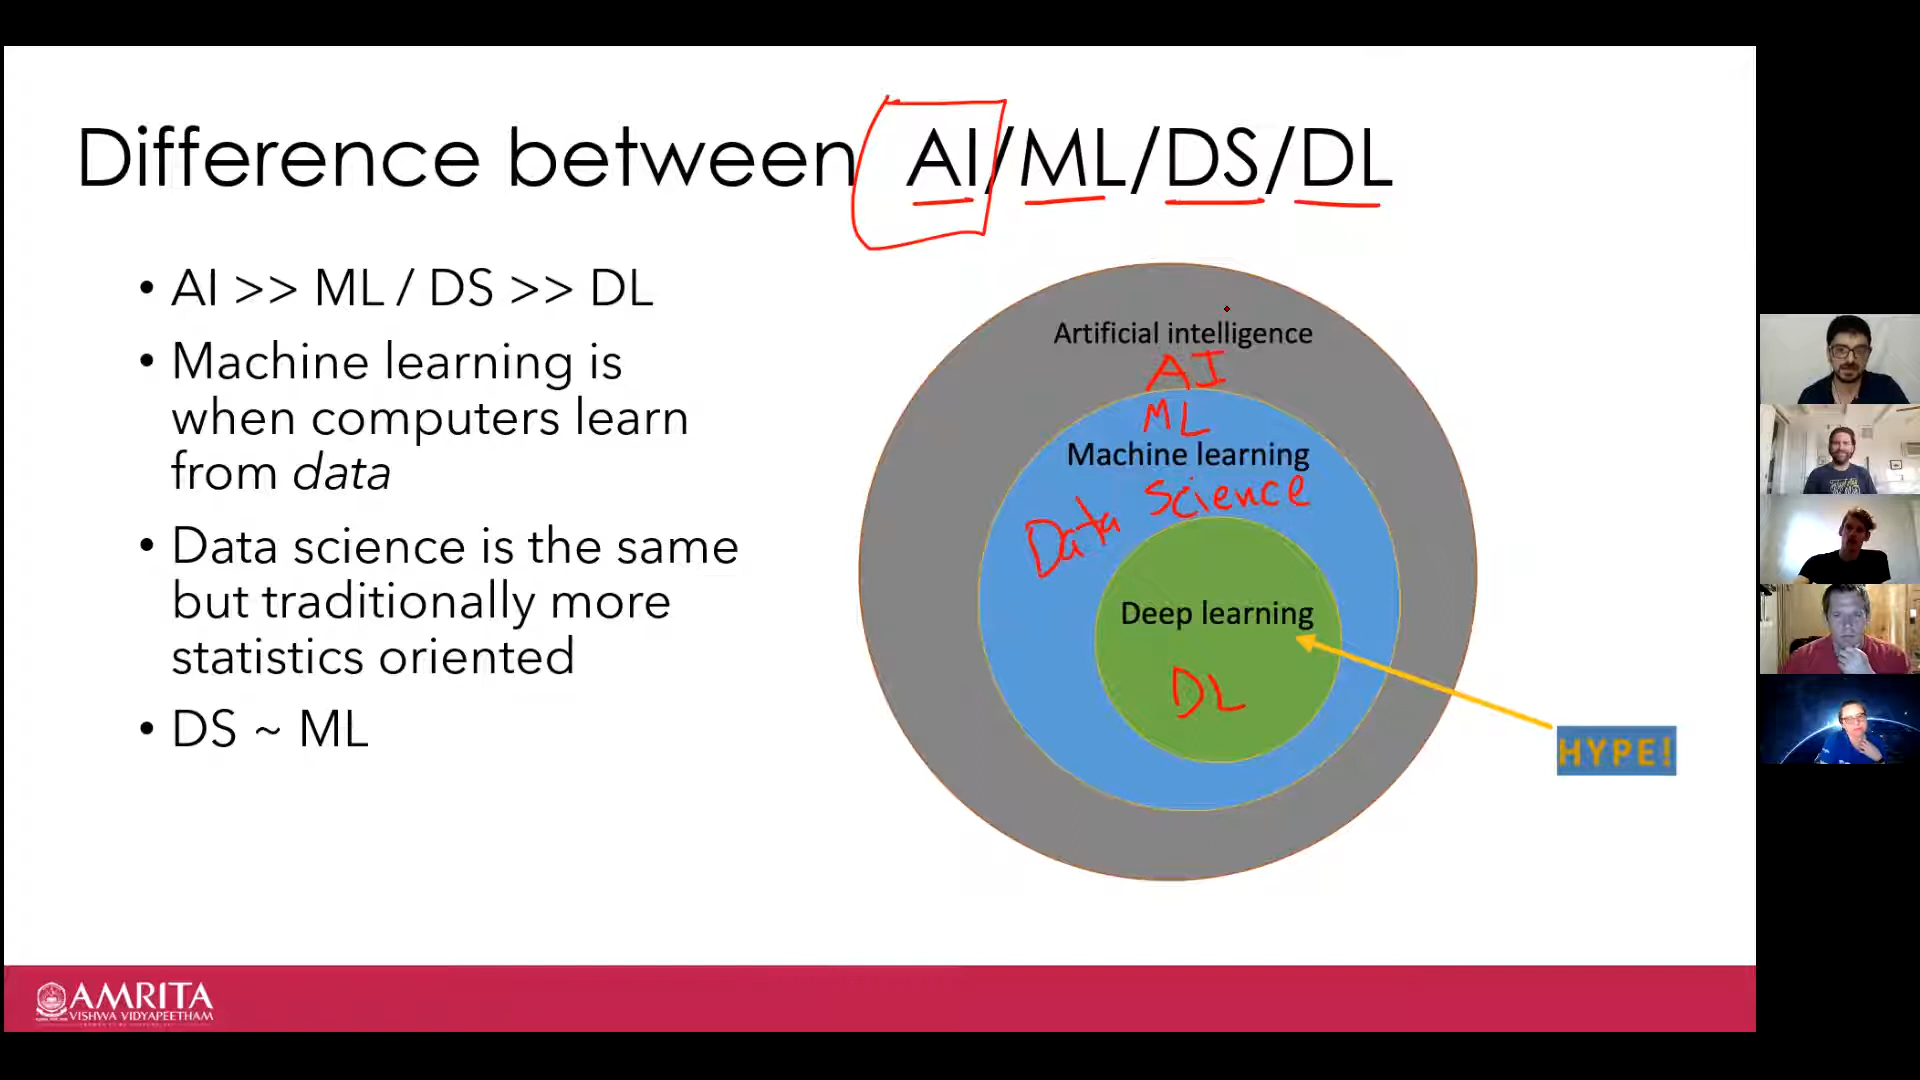 Difference between AI/ML/DS/DL
• AI >> ML / DS >> DL
• Machine learning is
when computers learn
from data
• Data science is the same
but traditionally more
statistics oriented
• DS ~ ML
Artificial intelligence
AI
ML
Machine learning
Data Science
Deep learning
DL
HYPE!
AMRITA
VISHWA VIDYAPEETHAM